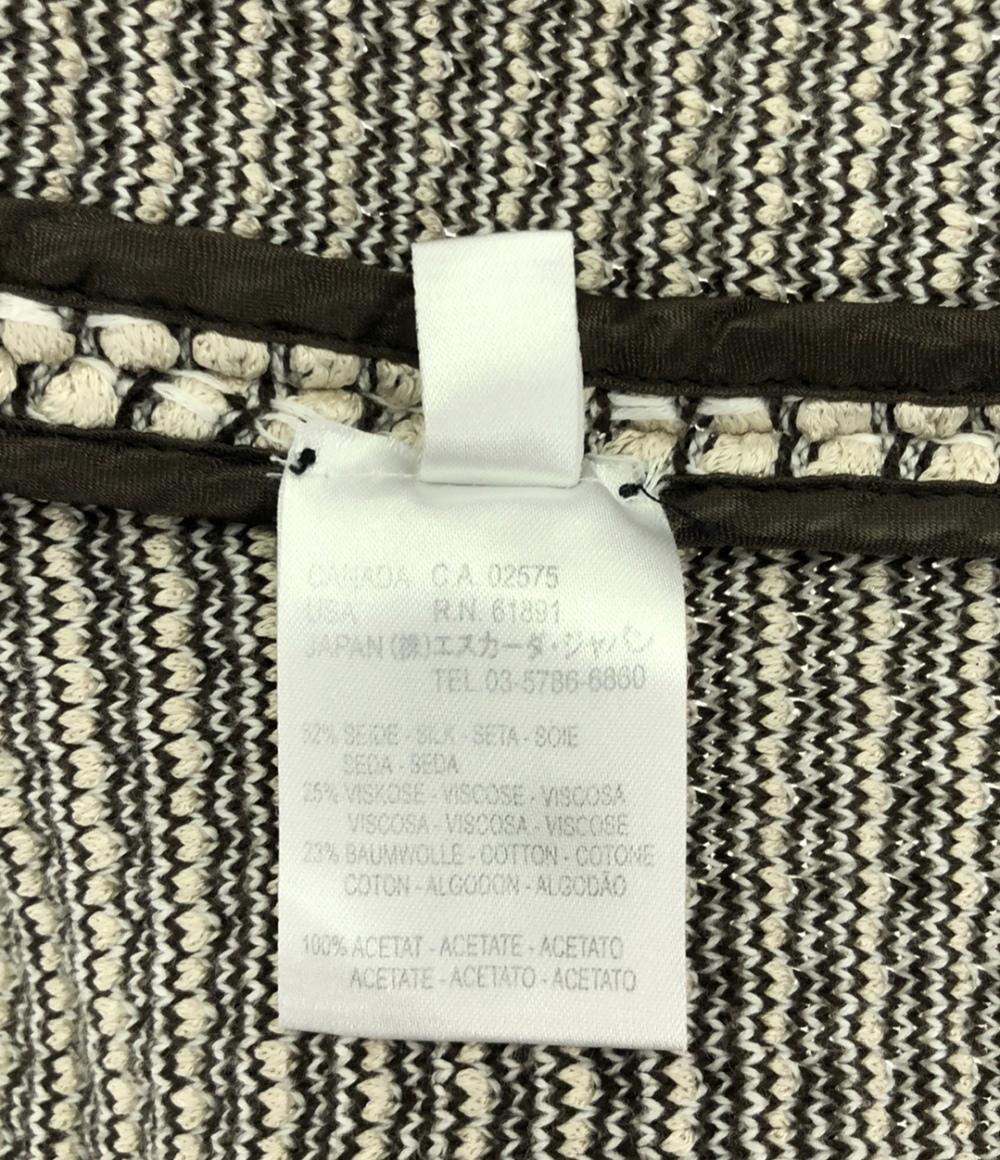 CANADA C.A. 02575
USA R.N. 61891
JAPAN (株)エスカーダ・ジャパン
TEL.03-5786-6860
52% SEIDE - SILK - SETA - SOIE
SEDA - SEDA
25% VISKOSE - VISCOSE - VISCOSA
VISCOSA - VISCOSA - VISCOSE
23% BAUMWOLLE - COTTON - COTONE
COTON - ALGODON - ALGODÃO
100% ACETAT - ACETATE - ACETATO
ACETATE - ACETATO - ACETATO